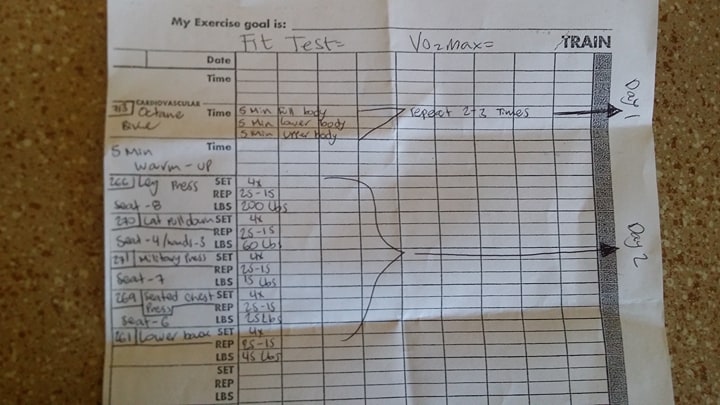 My Exercise goal is:
Fit Test= VO2 Max= TRAIN
Date
Time
CARDIOVASCULAR
713 Octane Time 5 Min full body repeat 2-3 times Day 1
Bike 5 Min Lower body
5 Min Upper body
5 Min Time
Warm-up
266 Leg Press SET 4x
REP 25-15
Seat-8 LBS 200 Lbs
270 Lat Pulldown SET 4x
REP 25-15
Seat-4/hands-3 LBS 60 Lbs Day 2
271 Military Press SET 4x
REP 25-15
Seat-7 LBS 15 Lbs
269 Seated chest SET 4x
Press REP 25-15
Seat-6 LBS 25 Lbs
261 Lower back SET 4x
REP 25-15
LBS 45 Lbs
SET
REP
LBS